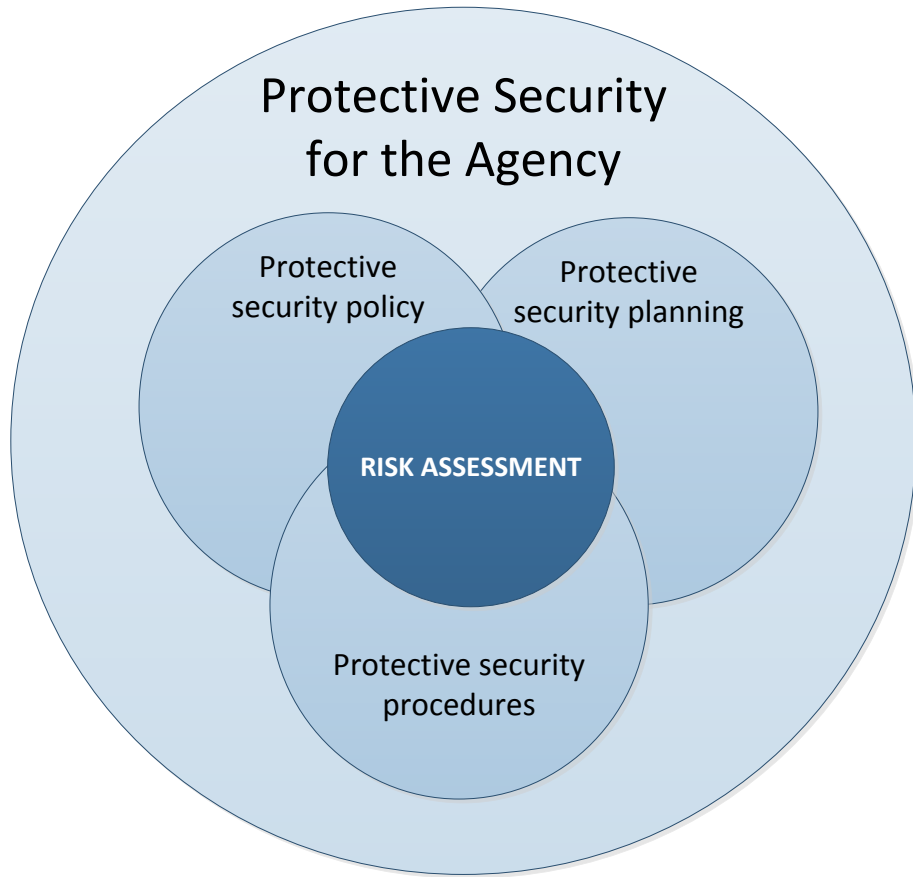 Protective Security
for the Agency
Protective
security policy
Protective
security planning
RISK ASSESSMENT
Protective security
procedures